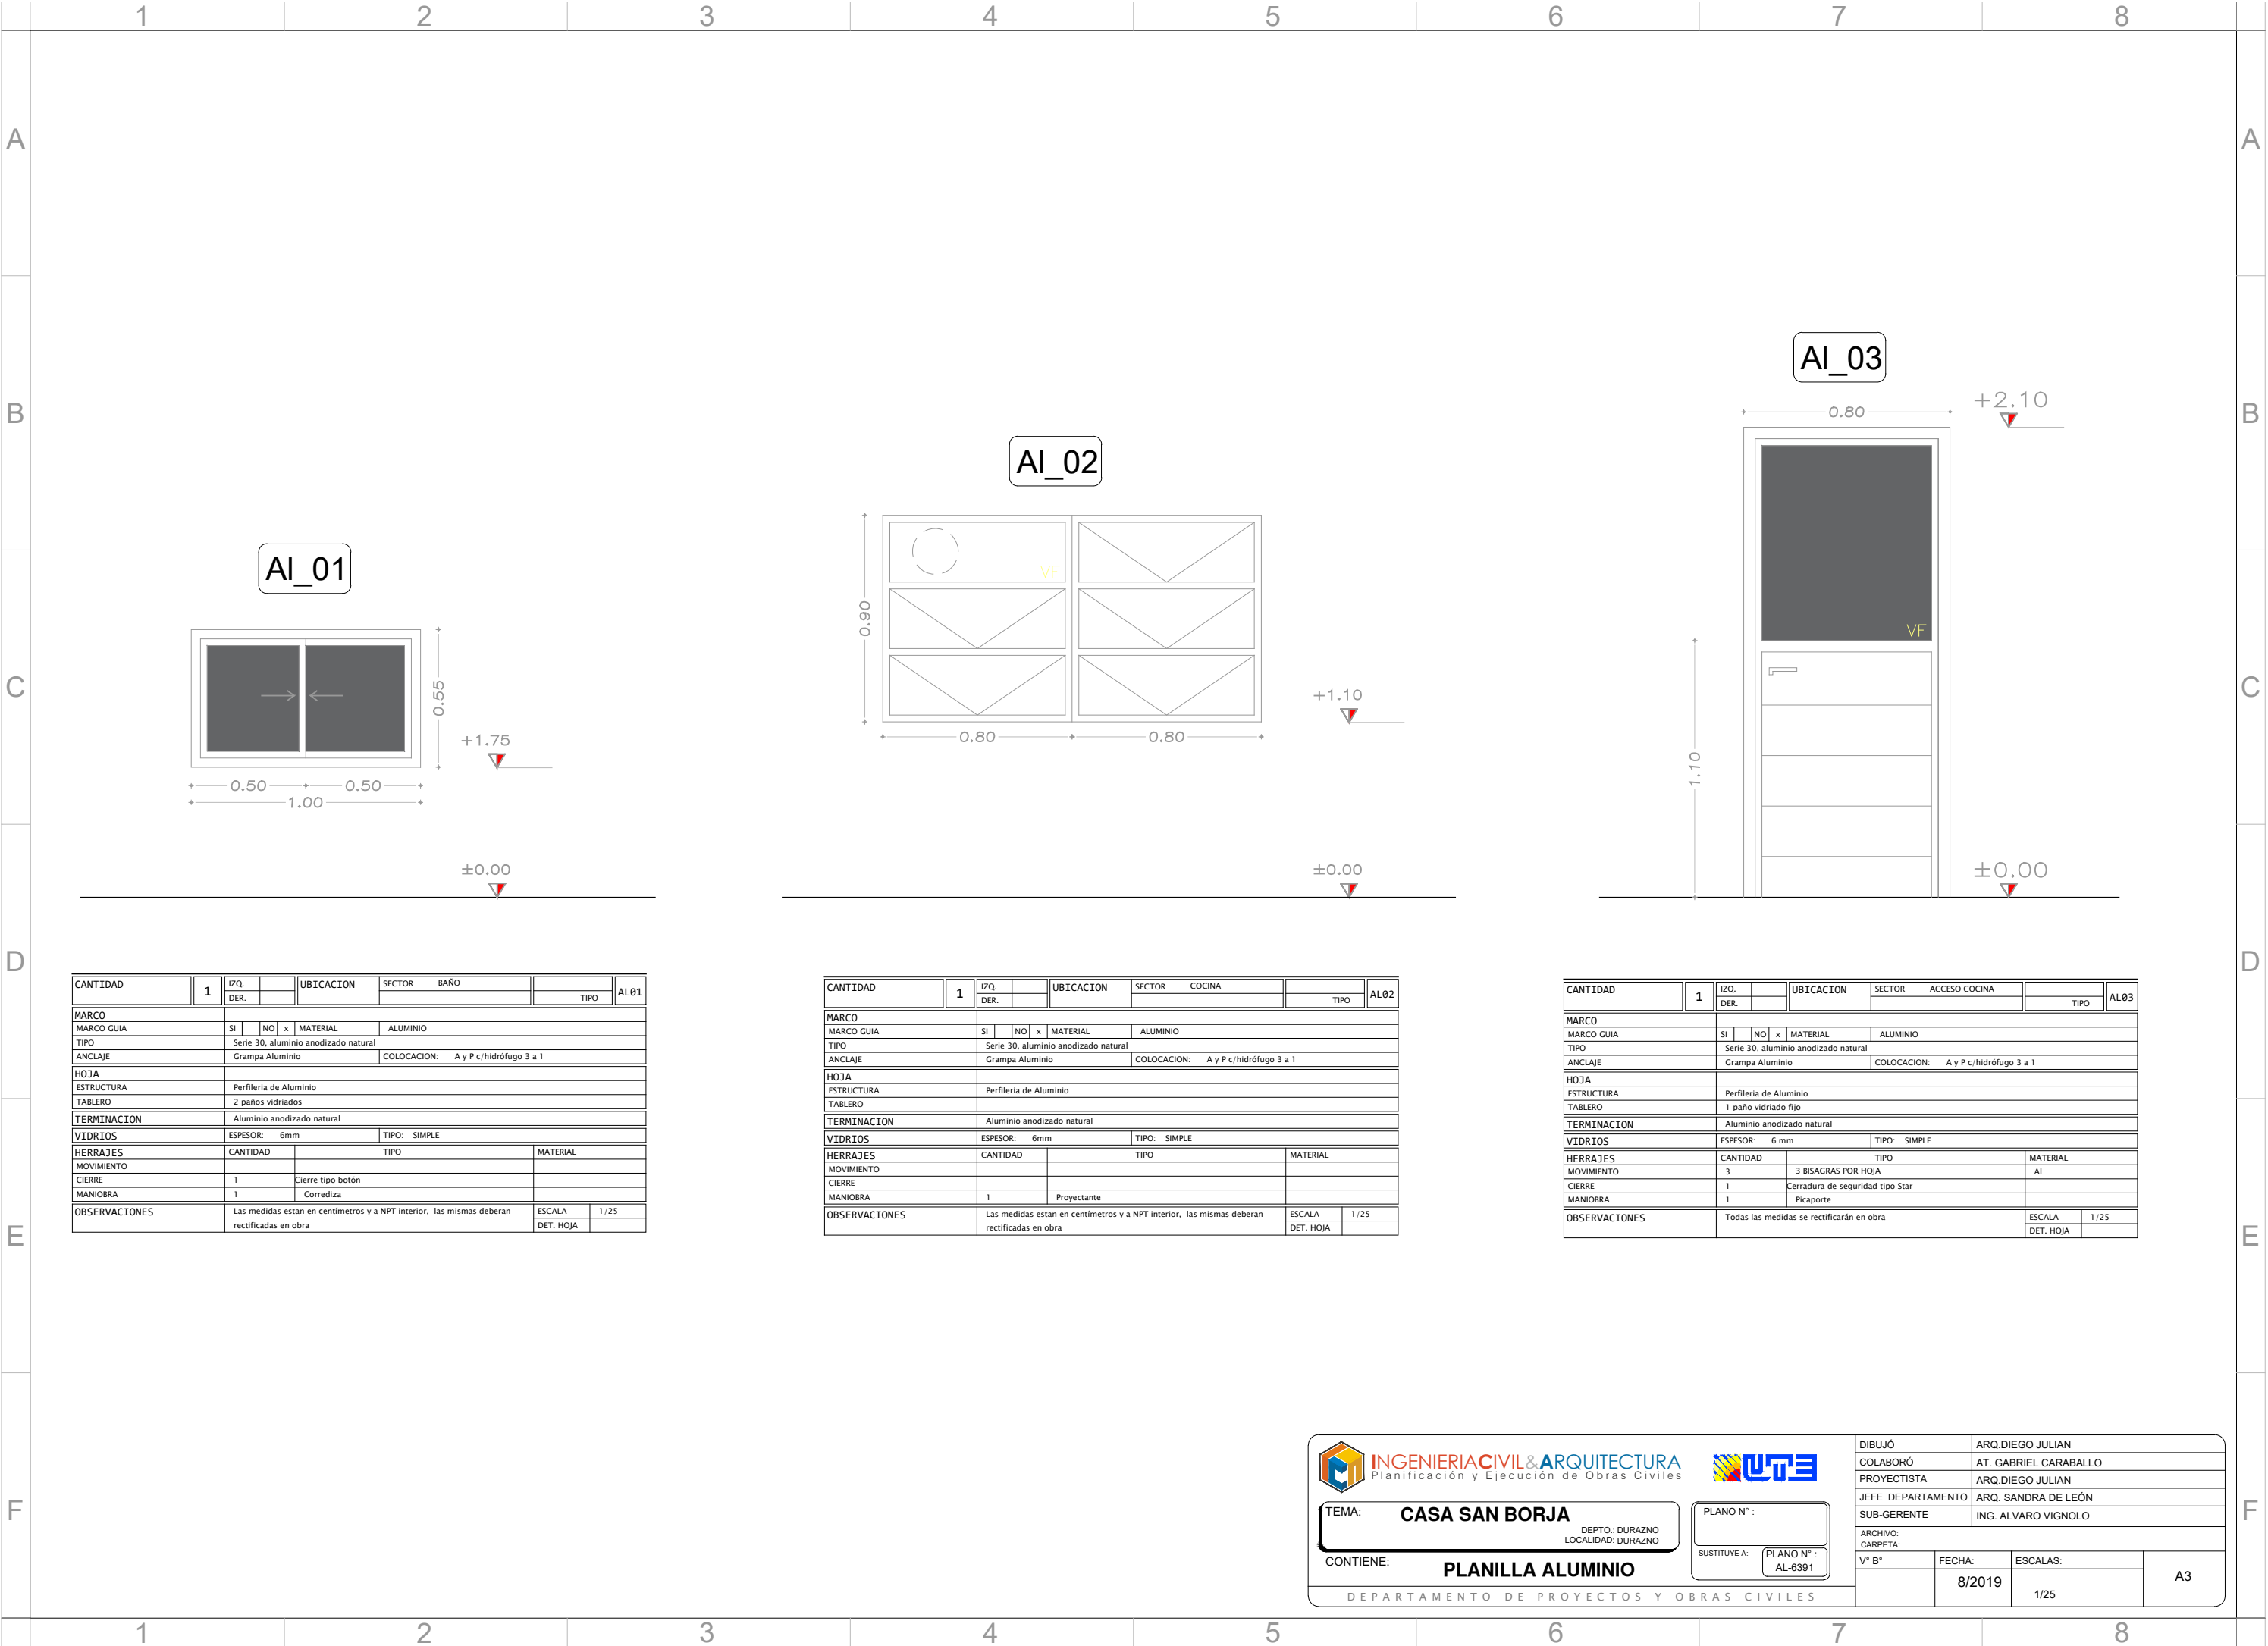 1 2 3 4 5 6 7 8
A A
B B
C C
D D
E E
F F
Al_01
0.55
+1.75
0.50 0.50
1.00
±0.00
Al_02
VF
0.90
+1.10
0.80 0.80
±0.00
Al_03
0.80
+2.10
VF
1.10
±0.00
CANTIDAD 1 IZQ. UBICACION SECTOR BAÑO AL01
DER. TIPO
MARCO
MARCO GUIA SI NO x MATERIAL ALUMINIO
TIPO Serie 30, aluminio anodizado natural
ANCLAJE Grampa Aluminio COLOCACION: A y P c/hidrófugo 3 a 1
HOJA
ESTRUCTURA Perfileria de Aluminio
TABLERO 2 paños vidriados
TERMINACION Aluminio anodizado natural
VIDRIOS ESPESOR: 6mm TIPO: SIMPLE
HERRAJES CANTIDAD TIPO MATERIAL
MOVIMIENTO
CIERRE 1 Cierre tipo botón
MANIOBRA 1 Corrediza
OBSERVACIONES Las medidas estan en centímetros y a NPT interior, las mismas deberan ESCALA 1/25
rectificadas en obra DET. HOJA
CANTIDAD 1 IZQ. UBICACION SECTOR COCINA AL02
DER. TIPO
MARCO
MARCO GUIA SI NO x MATERIAL ALUMINIO
TIPO Serie 30, aluminio anodizado natural
ANCLAJE Grampa Aluminio COLOCACION: A y P c/hidrófugo 3 a 1
HOJA
ESTRUCTURA Perfileria de Aluminio
TABLERO
TERMINACION Aluminio anodizado natural
VIDRIOS ESPESOR: 6mm TIPO: SIMPLE
HERRAJES CANTIDAD TIPO MATERIAL
MOVIMIENTO
CIERRE
MANIOBRA 1 Proyectante
OBSERVACIONES Las medidas estan en centímetros y a NPT interior, las mismas deberan ESCALA 1/25
rectificadas en obra DET. HOJA
CANTIDAD 1 IZQ. UBICACION SECTOR ACCESO COCINA AL03
DER. TIPO
MARCO
MARCO GUIA SI NO x MATERIAL ALUMINIO
TIPO Serie 30, aluminio anodizado natural
ANCLAJE Grampa Aluminio COLOCACION: A y P c/hidrófugo 3 a 1
HOJA
ESTRUCTURA Perfileria de Aluminio
TABLERO 1 paño vidriado fijo
TERMINACION Aluminio anodizado natural
VIDRIOS ESPESOR: 6 mm TIPO: SIMPLE
HERRAJES CANTIDAD TIPO MATERIAL
MOVIMIENTO 3 3 BISAGRAS POR HOJA Al
CIERRE 1 Cerradura de seguridad tipo Star
MANIOBRA 1 Picaporte
OBSERVACIONES Todas las medidas se rectificarán en obra ESCALA 1/25
DET. HOJA
INGENIERIACIVIL&ARQUITECTURA
Planificación y Ejecución de Obras Civiles
UTE
TEMA: CASA SAN BORJA
DEPTO.: DURAZNO
LOCALIDAD: DURAZNO
CONTIENE: PLANILLA ALUMINIO
PLANO N° :
SUSTITUYE A: PLANO N° :
AL-6391
DEPARTAMENTO DE PROYECTOS Y OBRAS CIVILES
DIBUJÓ ARQ.DIEGO JULIAN
COLABORÓ AT. GABRIEL CARABALLO
PROYECTISTA ARQ.DIEGO JULIAN
JEFE DEPARTAMENTO ARQ. SANDRA DE LEÓN
SUB-GERENTE ING. ALVARO VIGNOLO
ARCHIVO:
CARPETA:
V° B° FECHA: ESCALAS:
8/2019 1/25 A3
1 2 3 4 5 6 7 8